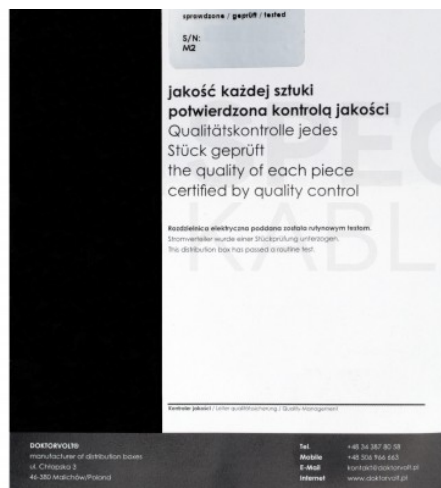 sprawdzone / geprüft / tested
S/N:
M2
jakość każdej sztuki
potwierdzona kontrolą jakości
Qualitätskontrolle jedes
Stück geprüft
the quality of each piece
certified by quality control
Rozdzielnica elektryczna poddana została rutynowym testom.
Stromverteiler wurde einer Stückprüfung unterzogen.
This distribution box has passed a routine test.
Kontroler jakości / Leiter qualitätssicherung / Quality Management
DOKTORVOLT®
manufacturer of distribution boxes
ul. Chłopska 3
46-380 Malichów/Poland
Tel. +48 34 387 80 58
Mobile +48 506 966 663
E-Mail kontakt@doktorvolt.pl
Internet www.doktorvolt.pl